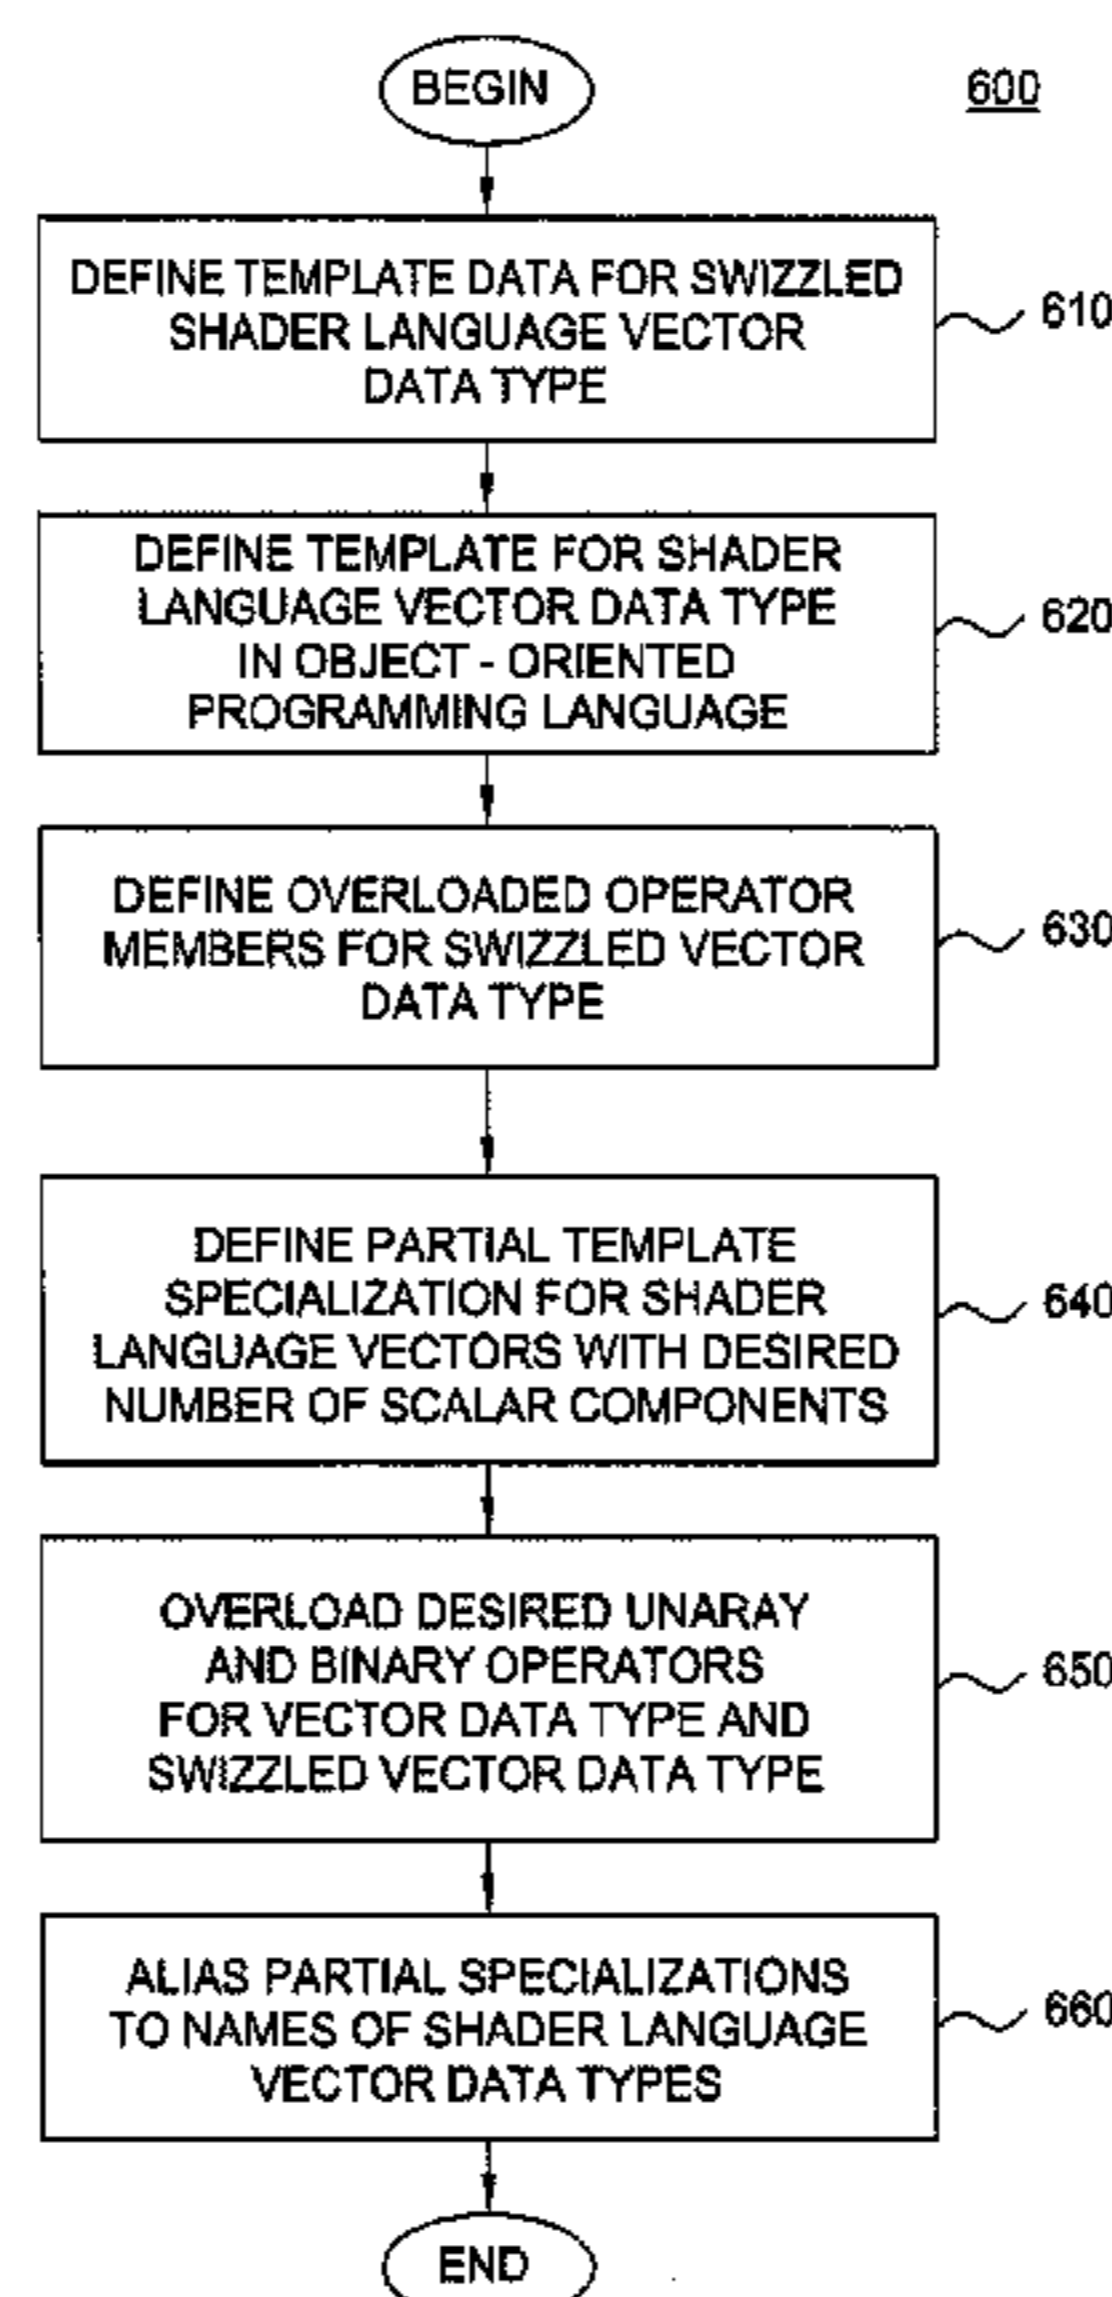 BEGIN
600
DEFINE TEMPLATE DATA FOR SWIZZLED
SHADER LANGUAGE VECTOR
DATA TYPE
610
DEFINE TEMPLATE FOR SHADER
LANGUAGE VECTOR DATA TYPE
IN OBJECT - ORIENTED
PROGRAMMING LANGUAGE
620
DEFINE OVERLOADED OPERATOR
MEMBERS FOR SWIZZLED VECTOR
DATA TYPE
630
DEFINE PARTIAL TEMPLATE
SPECIALIZATION FOR SHADER
LANGUAGE VECTORS WITH DESIRED
NUMBER OF SCALAR COMPONENTS
640
OVERLOAD DESIRED UNARAY
AND BINARY OPERATORS
FOR VECTOR DATA TYPE AND
SWIZZLED VECTOR DATA TYPE
650
ALIAS PARTIAL SPECIALIZATIONS
TO NAMES OF SHADER LANGUAGE
VECTOR DATA TYPES
660
END